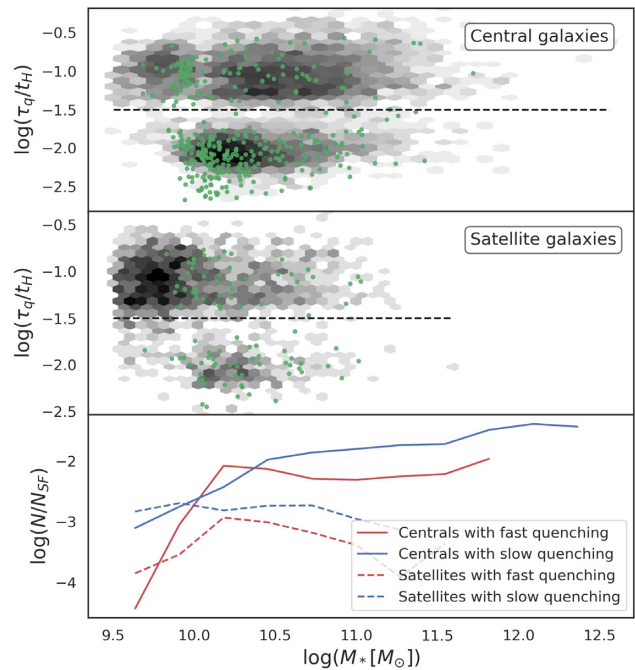 Central galaxies
log(τq/tH)
−0.5
−1.0
−1.5
−2.0
−2.5
Satellite galaxies
log(τq/tH)
−0.5
−1.0
−1.5
−2.0
−2.5
log(N/NSF)
−2
−3
−4
Centrals with fast quenching
Centrals with slow quenching
Satellites with fast quenching
Satellites with slow quenching
9.5 10.0 10.5 11.0 11.5 12.0 12.5
log(M*[M⊙])